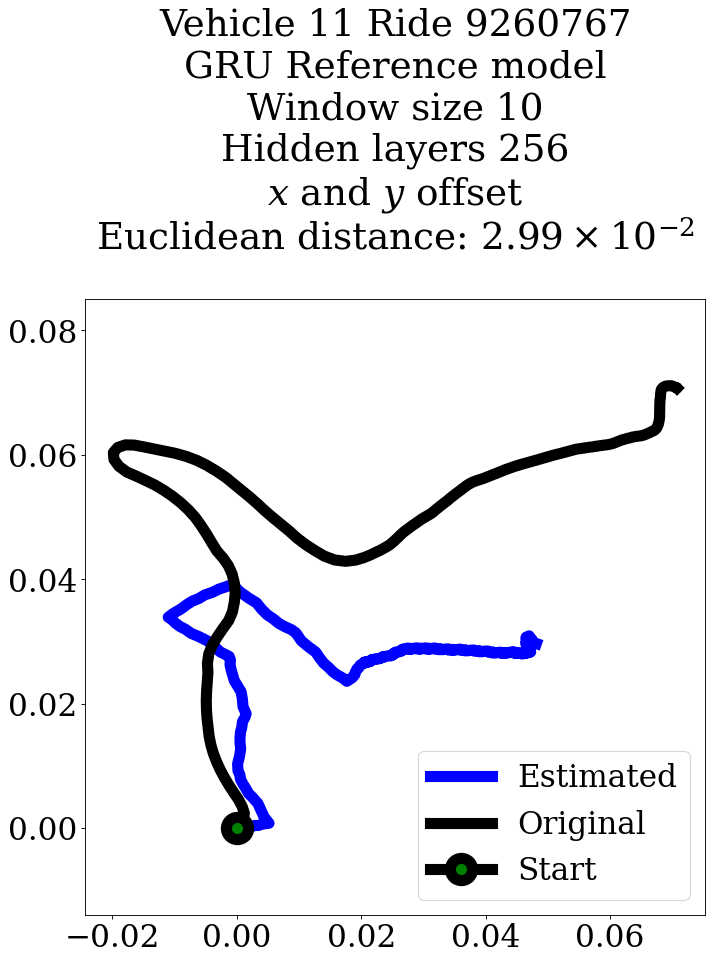 Vehicle 11 Ride 9260767
GRU Reference model
Window size 10
Hidden layers 256
x and y offset
Euclidean distance: 2.99 × 10⁻²
0.08
0.06
0.04
0.02
0.00
Estimated
Original
Start
−0.02 0.00 0.02 0.04 0.06